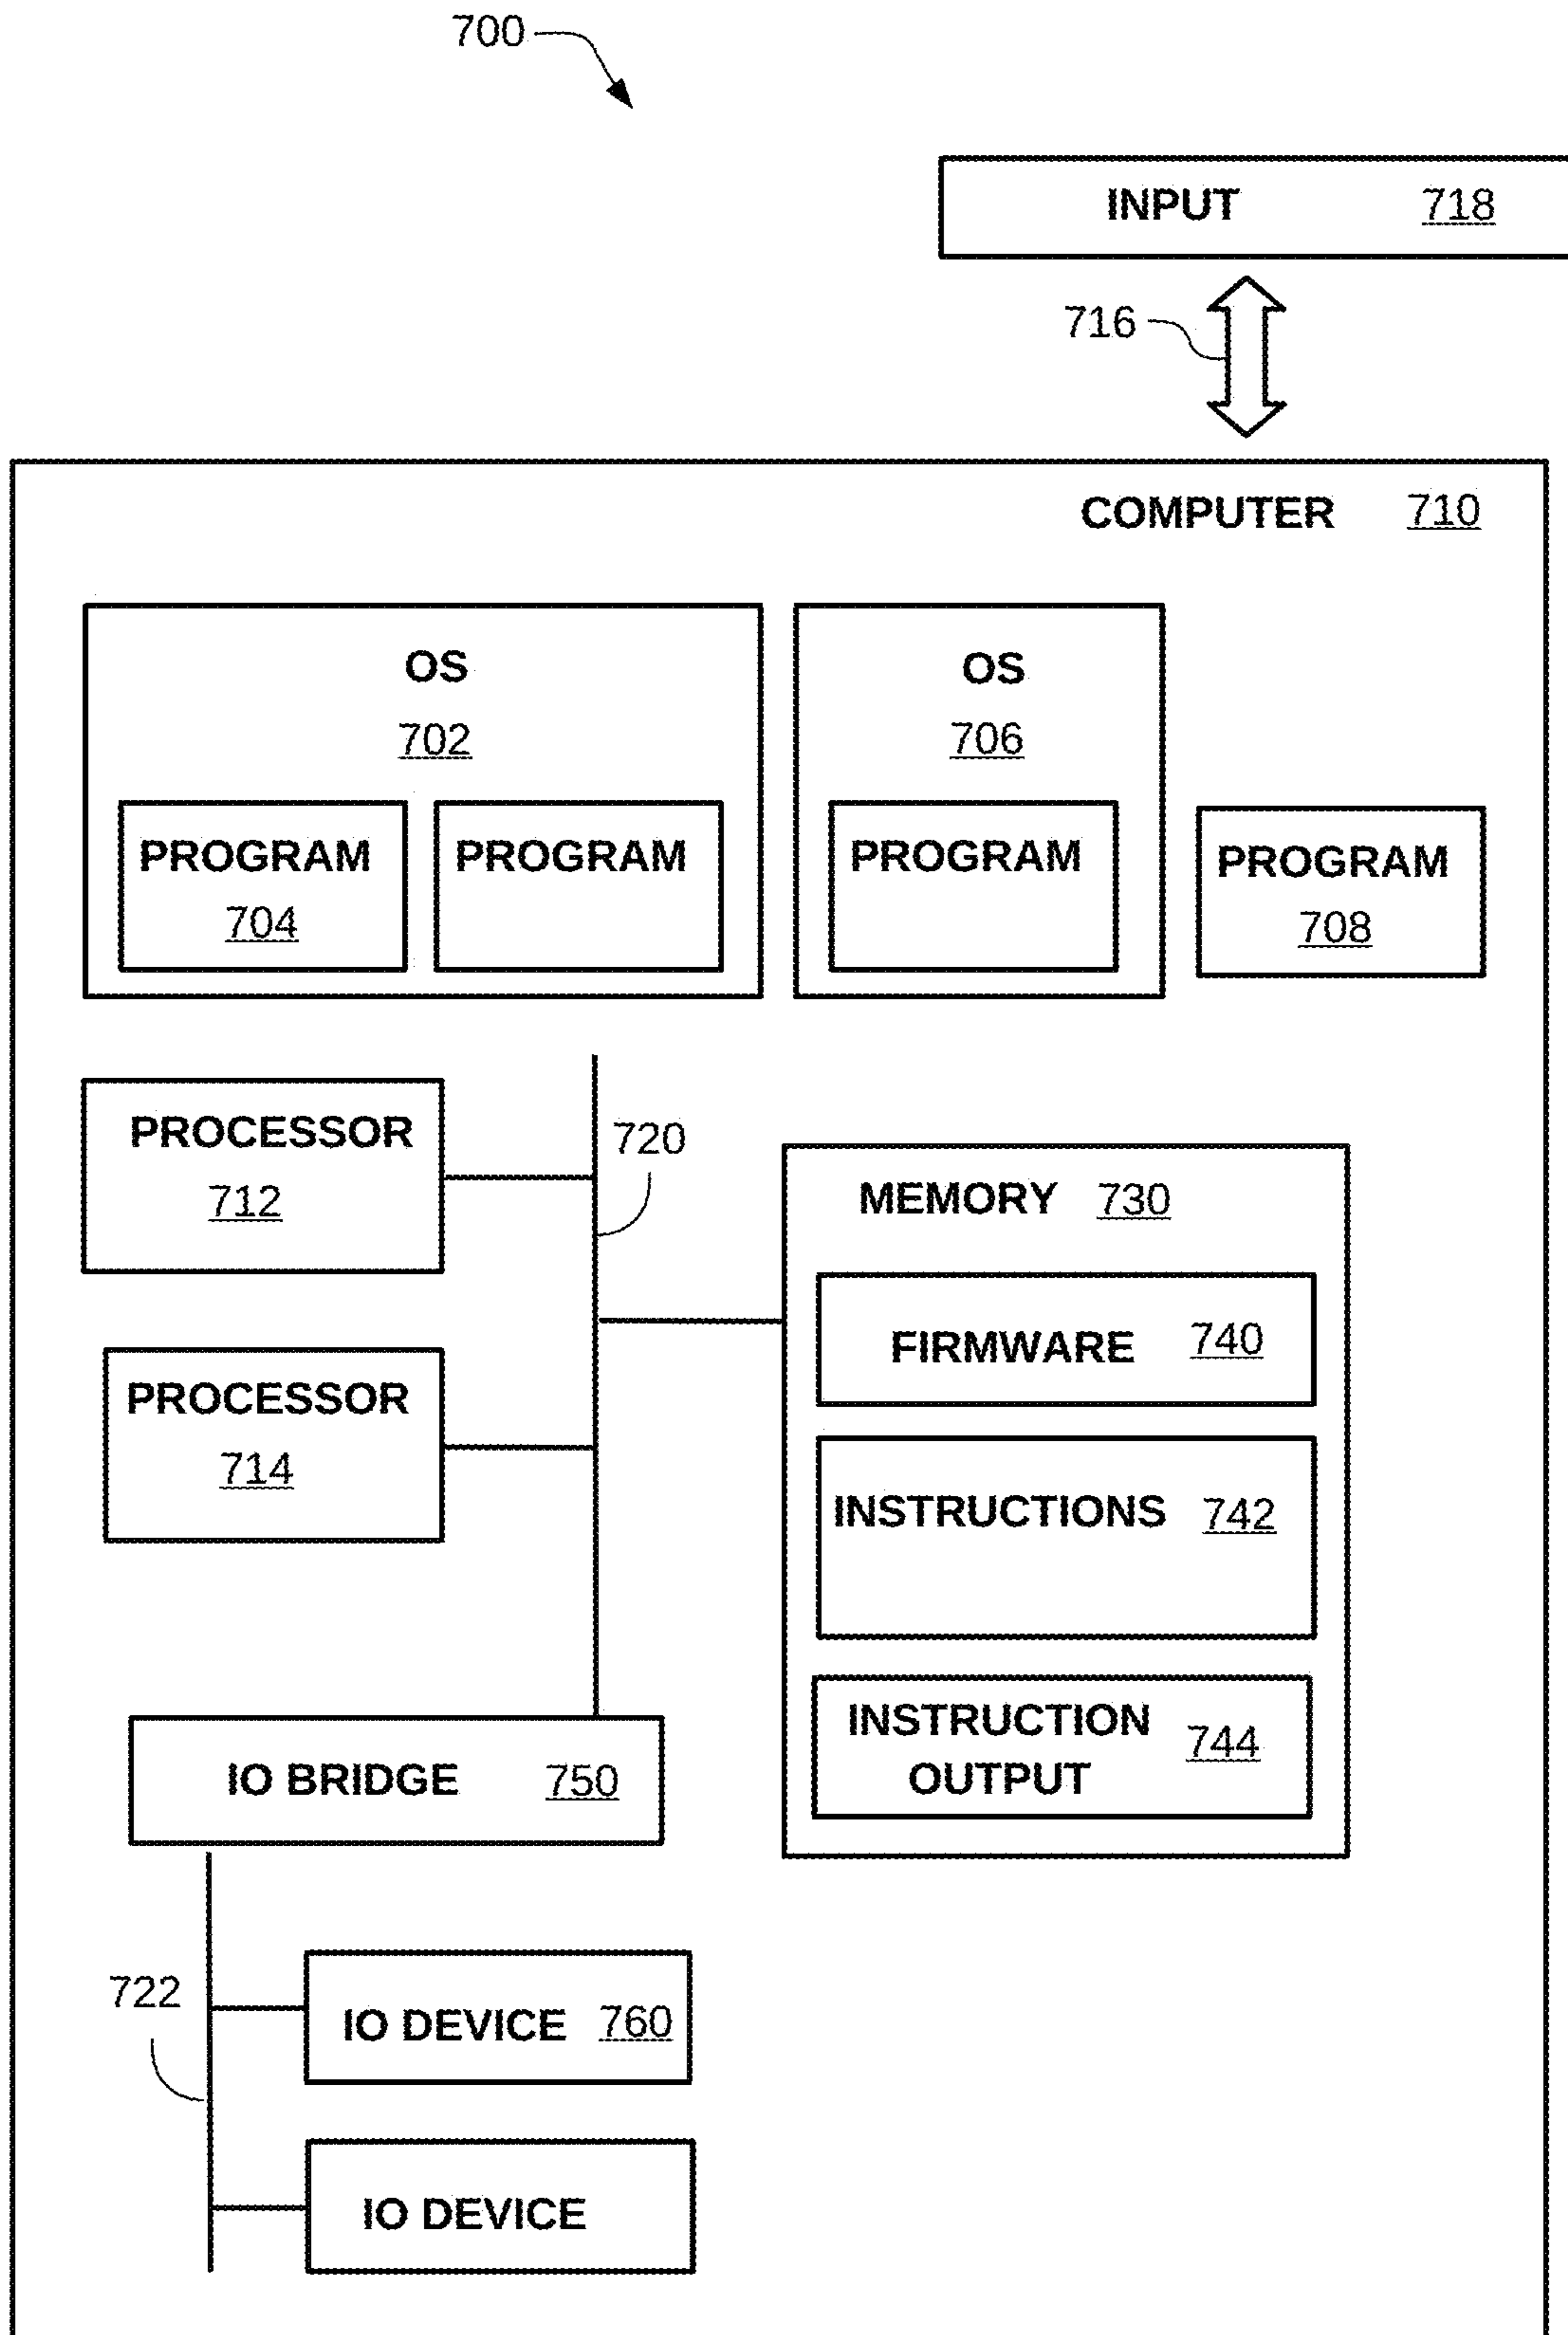 700
INPUT 718
716
COMPUTER 710
OS
702
OS
706
PROGRAM
704
PROGRAM
PROGRAM
PROGRAM
708
PROCESSOR
712
720
MEMORY 730
FIRMWARE 740
PROCESSOR
714
INSTRUCTIONS 742
INSTRUCTION
OUTPUT
744
IO BRIDGE 750
722
IO DEVICE 760
IO DEVICE